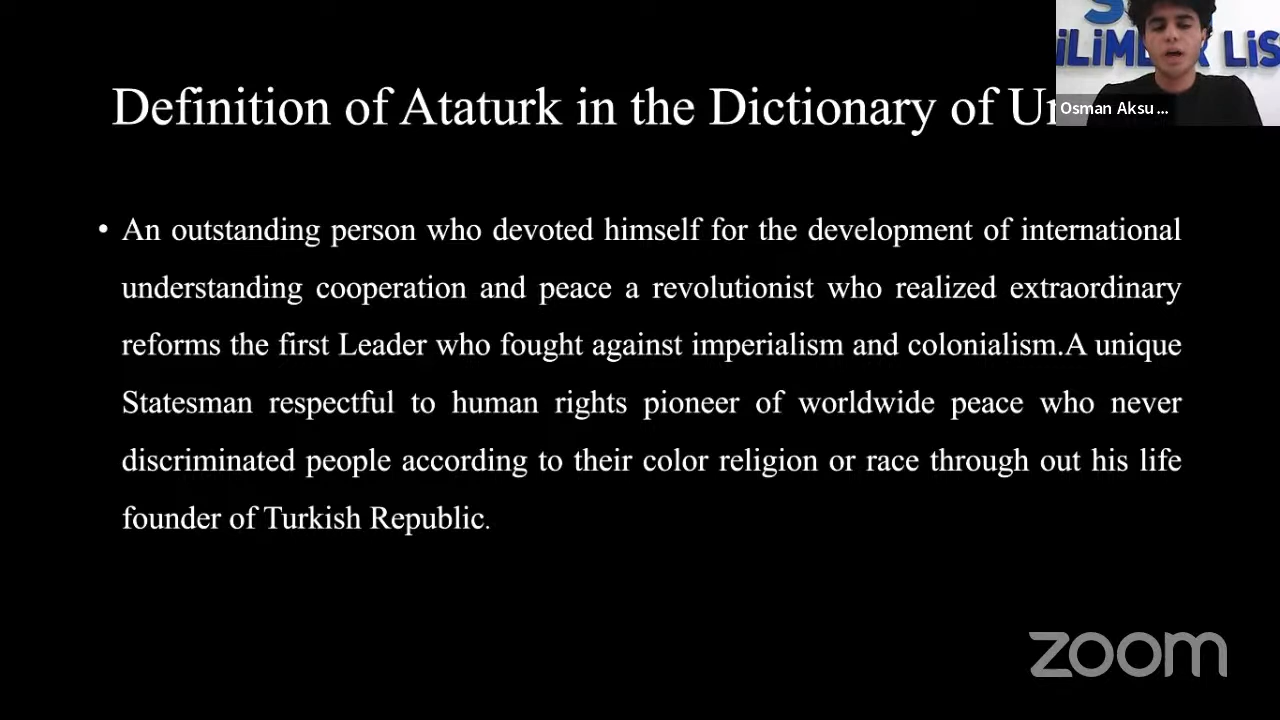 Definition of Ataturk in the Dictionary of
Osman Aksu ...
• An outstanding person who devoted himself for the development of international
understanding cooperation and peace a revolutionist who realized extraordinary
reforms the first Leader who fought against imperialism and colonialism.A unique
Statesman respectful to human rights pioneer of worldwide peace who never
discriminated people according to their color religion or race through out his life
founder of Turkish Republic.
zoom